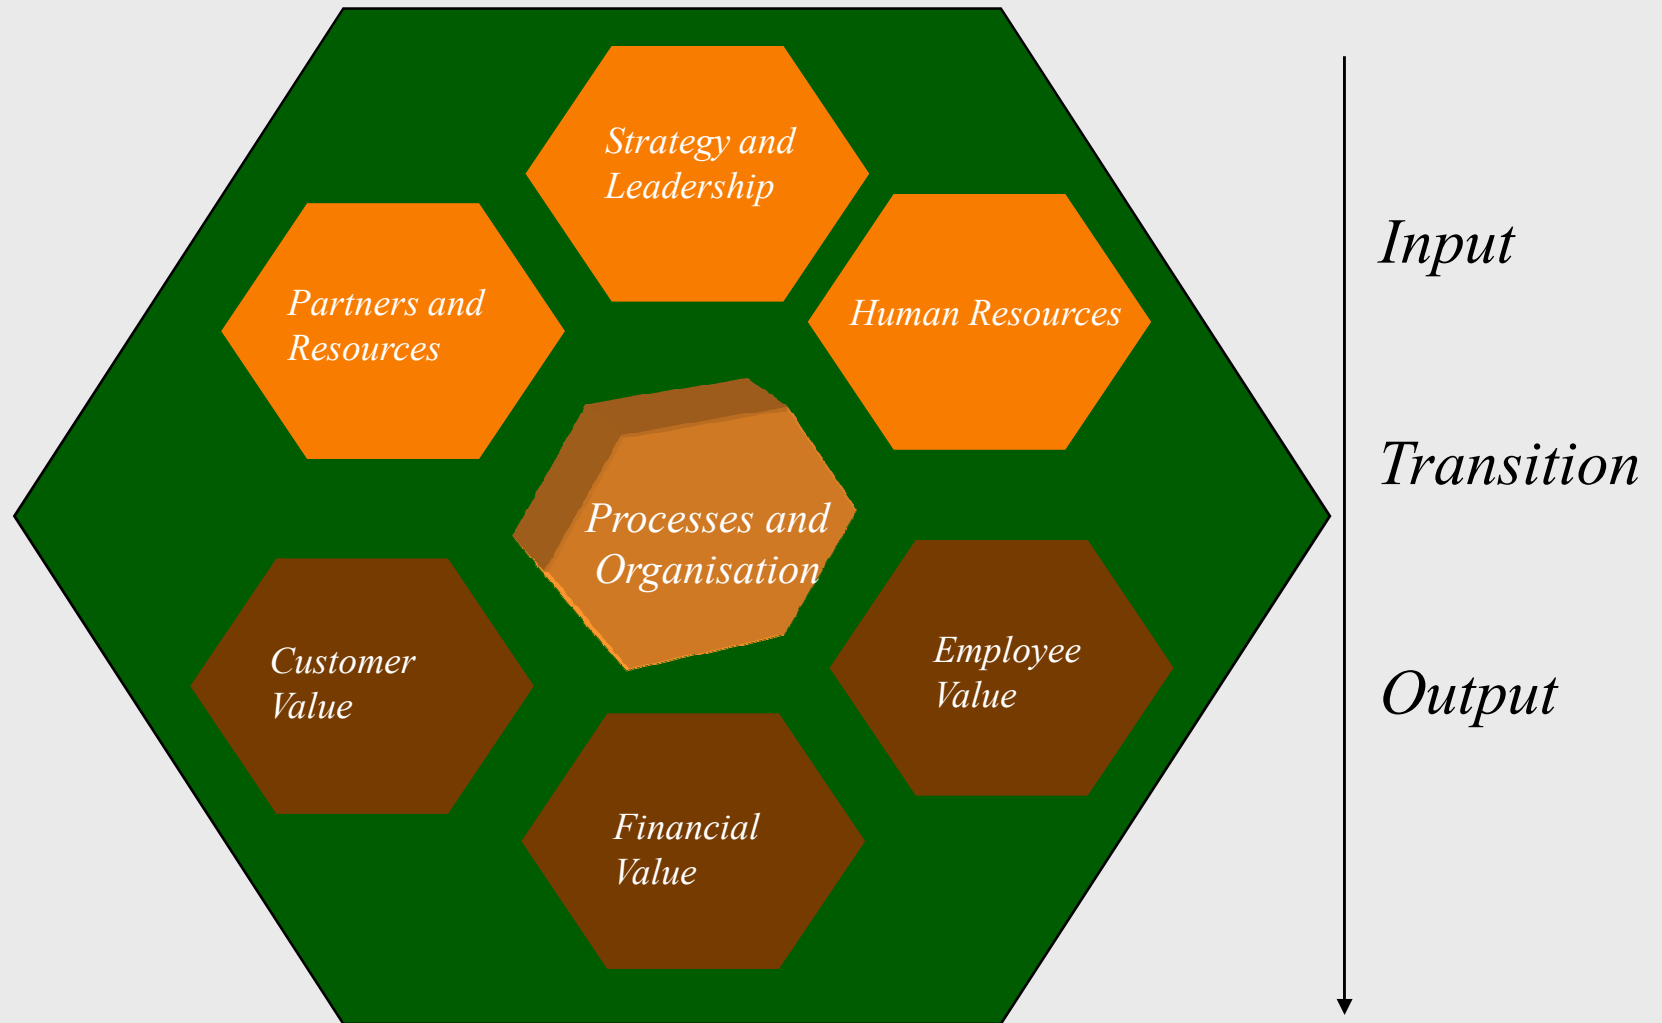 Strategy and
Leadership
Partners and
Resources
Human Resources
Processes and
Organisation
Customer
Value
Employee
Value
Financial
Value
Input
Transition
Output